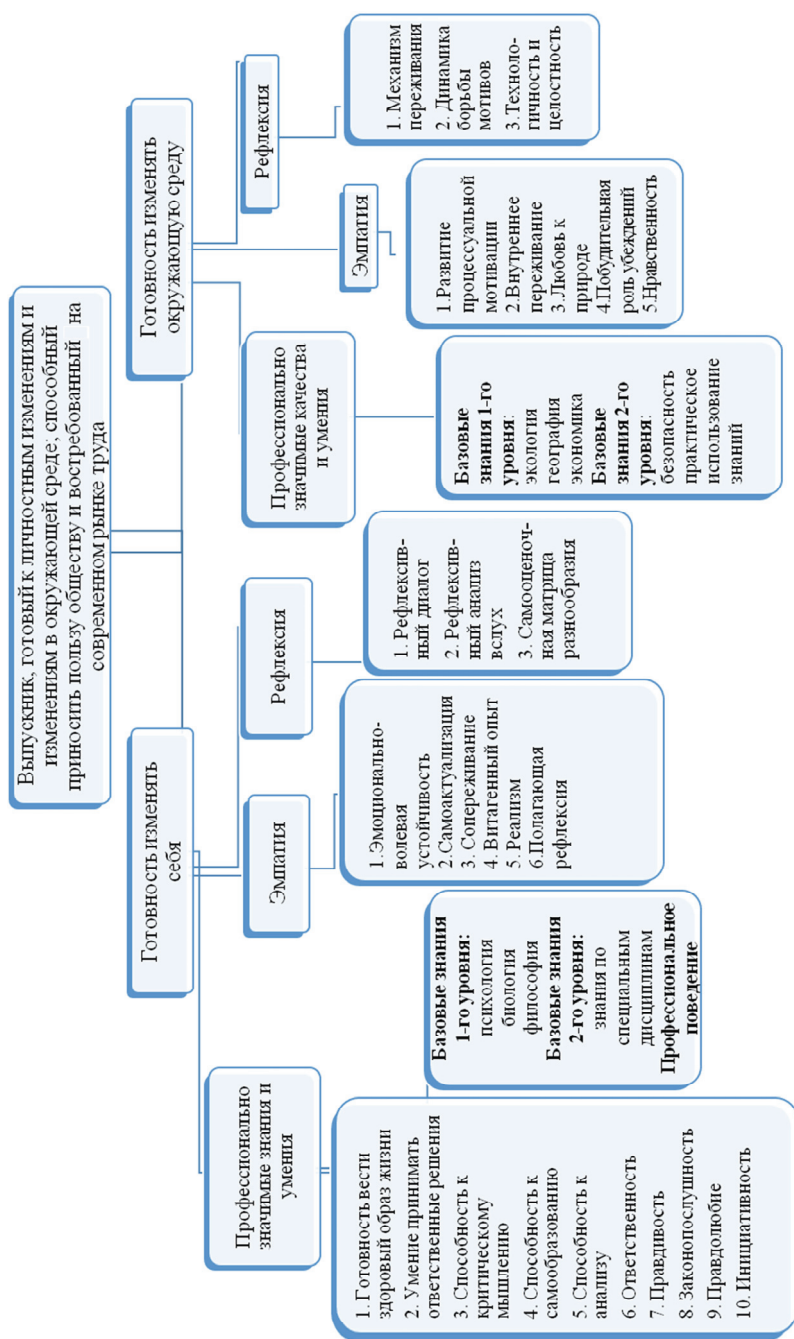 Выпускник, готовый к личностным изменениям и
изменениям в окружающей среде; способный
приносить пользу обществу и востребованный на
современном рынке труда
Готовность изменять
себя
Готовность изменять
окружающую среду
Профессионально
значимые знания и
умения
Эмпатия
Рефлексия
Профессионально
значимые качества
и умения
Эмпатия
Рефлексия
1. Готовность вести
здоровый образ жизни
2. Умение принимать
ответственные решения
3. Способность к
критическому
мышлению
4. Способность к
самообразованию
5. Способность к
анализу
6. Ответственность
7. Правдивость
8. Законопослушность
9. Правдолюбие
10. Инициативность
Базовые знания
1-го уровня:
психология
биология
философия
Базовые знания
2-го уровня:
знания по
специальным
дисциплинам
Профессиональное
поведение
1.Эмоционально-
волевая
устойчивость
2.Самоактуализация
3. Сопереживание
4. Витагенный опыт
5. Реализм
6.Полагающая
рефлексия
1. Рефлексив-
ный диалог
2. Рефлексив-
ный анализ
вслух
3. Самооценоч-
ная матрица
разнообразия
Базовые
знания 1-го
уровня:
экология
география
экономика
Базовые
знания 2-го
уровня:
безопасность
практическое
использование
знаний
1.Развитие
процессуальной
мотивации
2.Внутреннее
переживание
3.Любовь к
природе
4.Побудительная
роль убеждений
5.Нравственность
1. Механизм
переживания
2. Динамика
борьбы
мотивов
3.Техноло-
гичность и
целостность